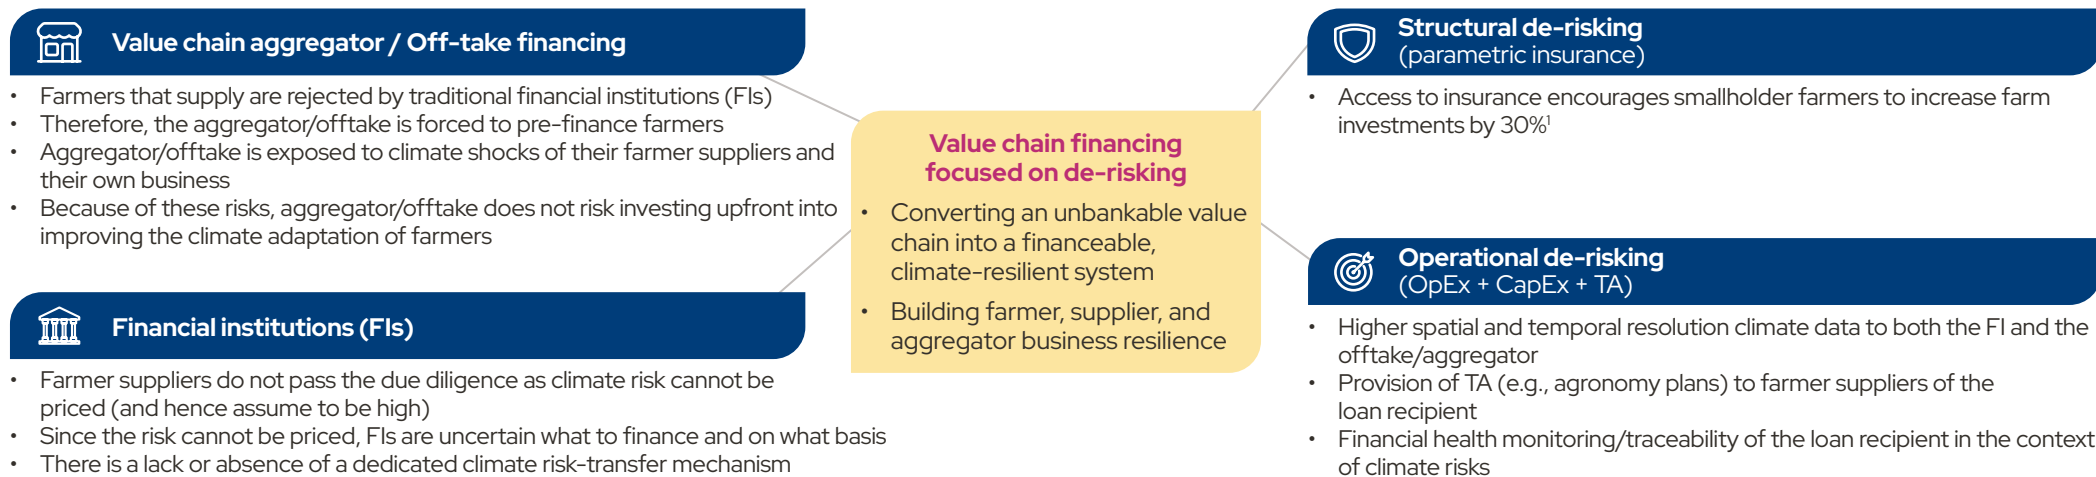 Value chain aggregator / Off-take financing
• Farmers that supply are rejected by traditional financial institutions (FIs)
• Therefore, the aggregator/offtake is forced to pre-finance farmers
• Aggregator/offtake is exposed to climate shocks of their farmer suppliers and
their own business
• Because of these risks, aggregator/offtake does not risk investing upfront into
improving the climate adaptation of farmers
Financial institutions (FIs)
• Farmer suppliers do not pass the due diligence as climate risk cannot be
priced (and hence assume to be high)
• Since the risk cannot be priced, FIs are uncertain what to finance and on what basis
• There is a lack or absence of a dedicated climate risk-transfer mechanism
Value chain financing
focused on de-risking
• Converting an unbankable value
chain into a financeable,
climate-resilient system
• Building farmer, supplier, and
aggregator business resilience
Structural de-risking
(parametric insurance)
• Access to insurance encourages smallholder farmers to increase farm
investments by 30%¹
Operational de-risking
(OpEx + CapEx + TA)
• Higher spatial and temporal resolution climate data to both the FI and the
offtake/aggregator
• Provision of TA (e.g., agronomy plans) to farmer suppliers of the
loan recipient
• Financial health monitoring/traceability of the loan recipient in the context
of climate risks